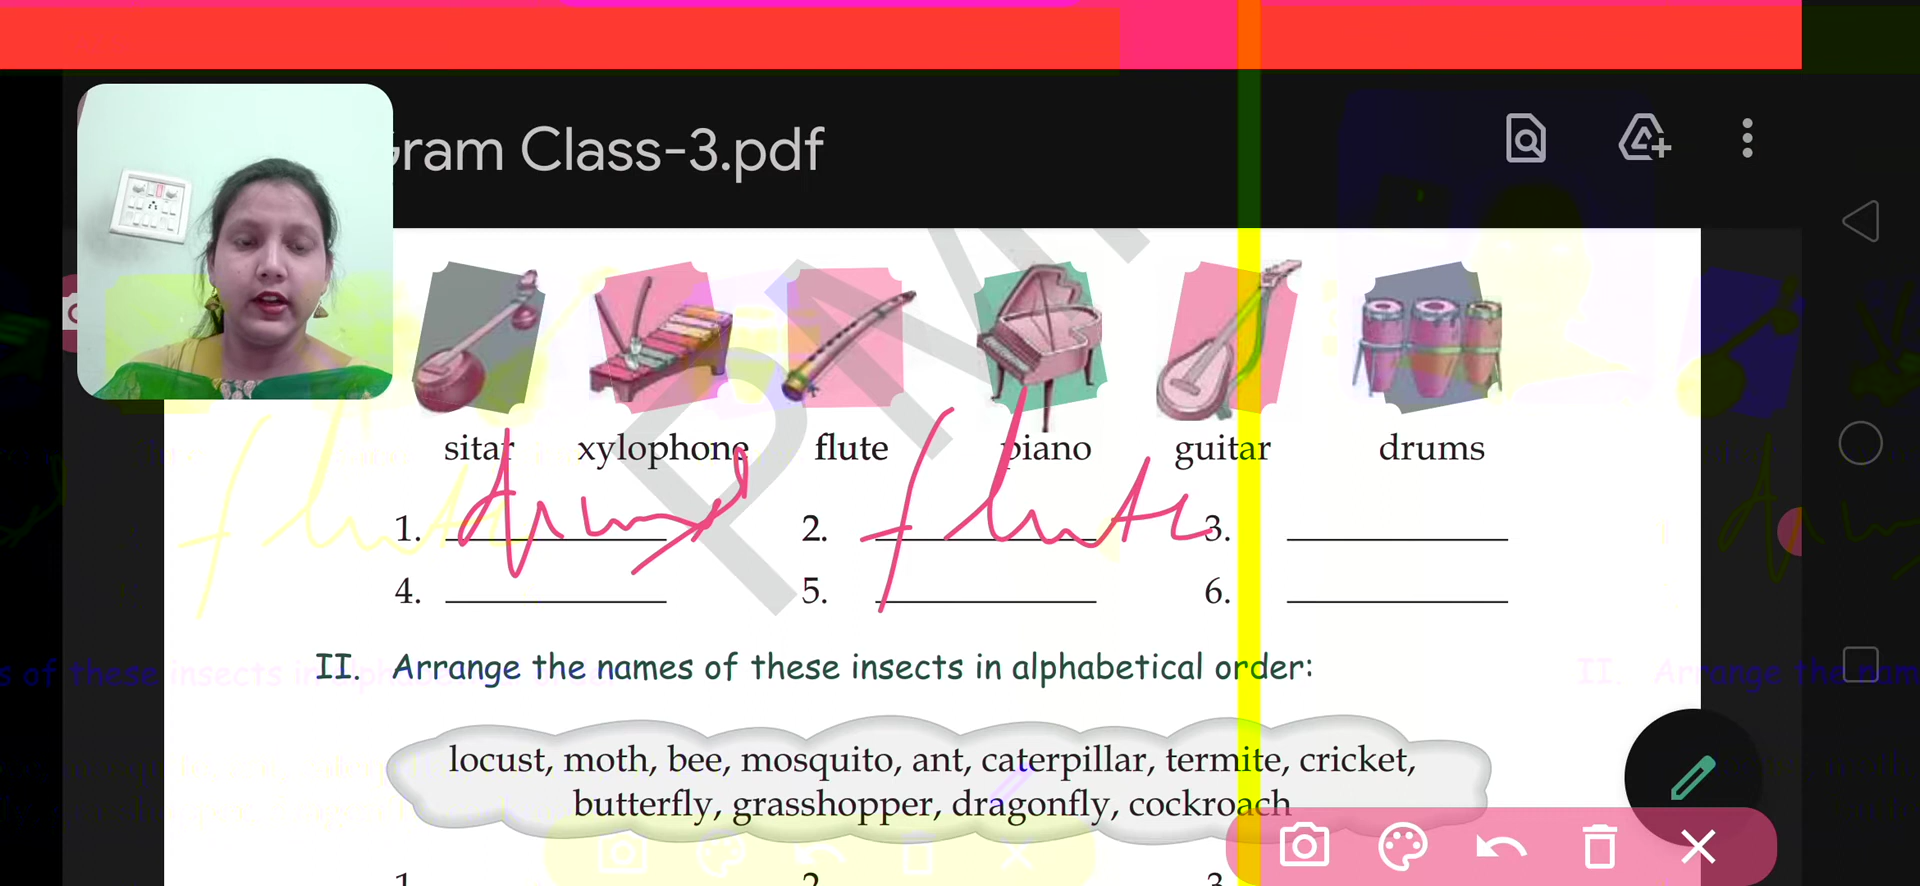 Gram Class-3.pdf
sitar xylophone flute piano guitar drums
1. drums 2. flute 3.
4. 5. 6.
II. Arrange the names of these insects in alphabetical order:
locust, moth, bee, mosquito, ant, caterpillar, termite, cricket,
butterfly, grasshopper, dragonfly, cockroach